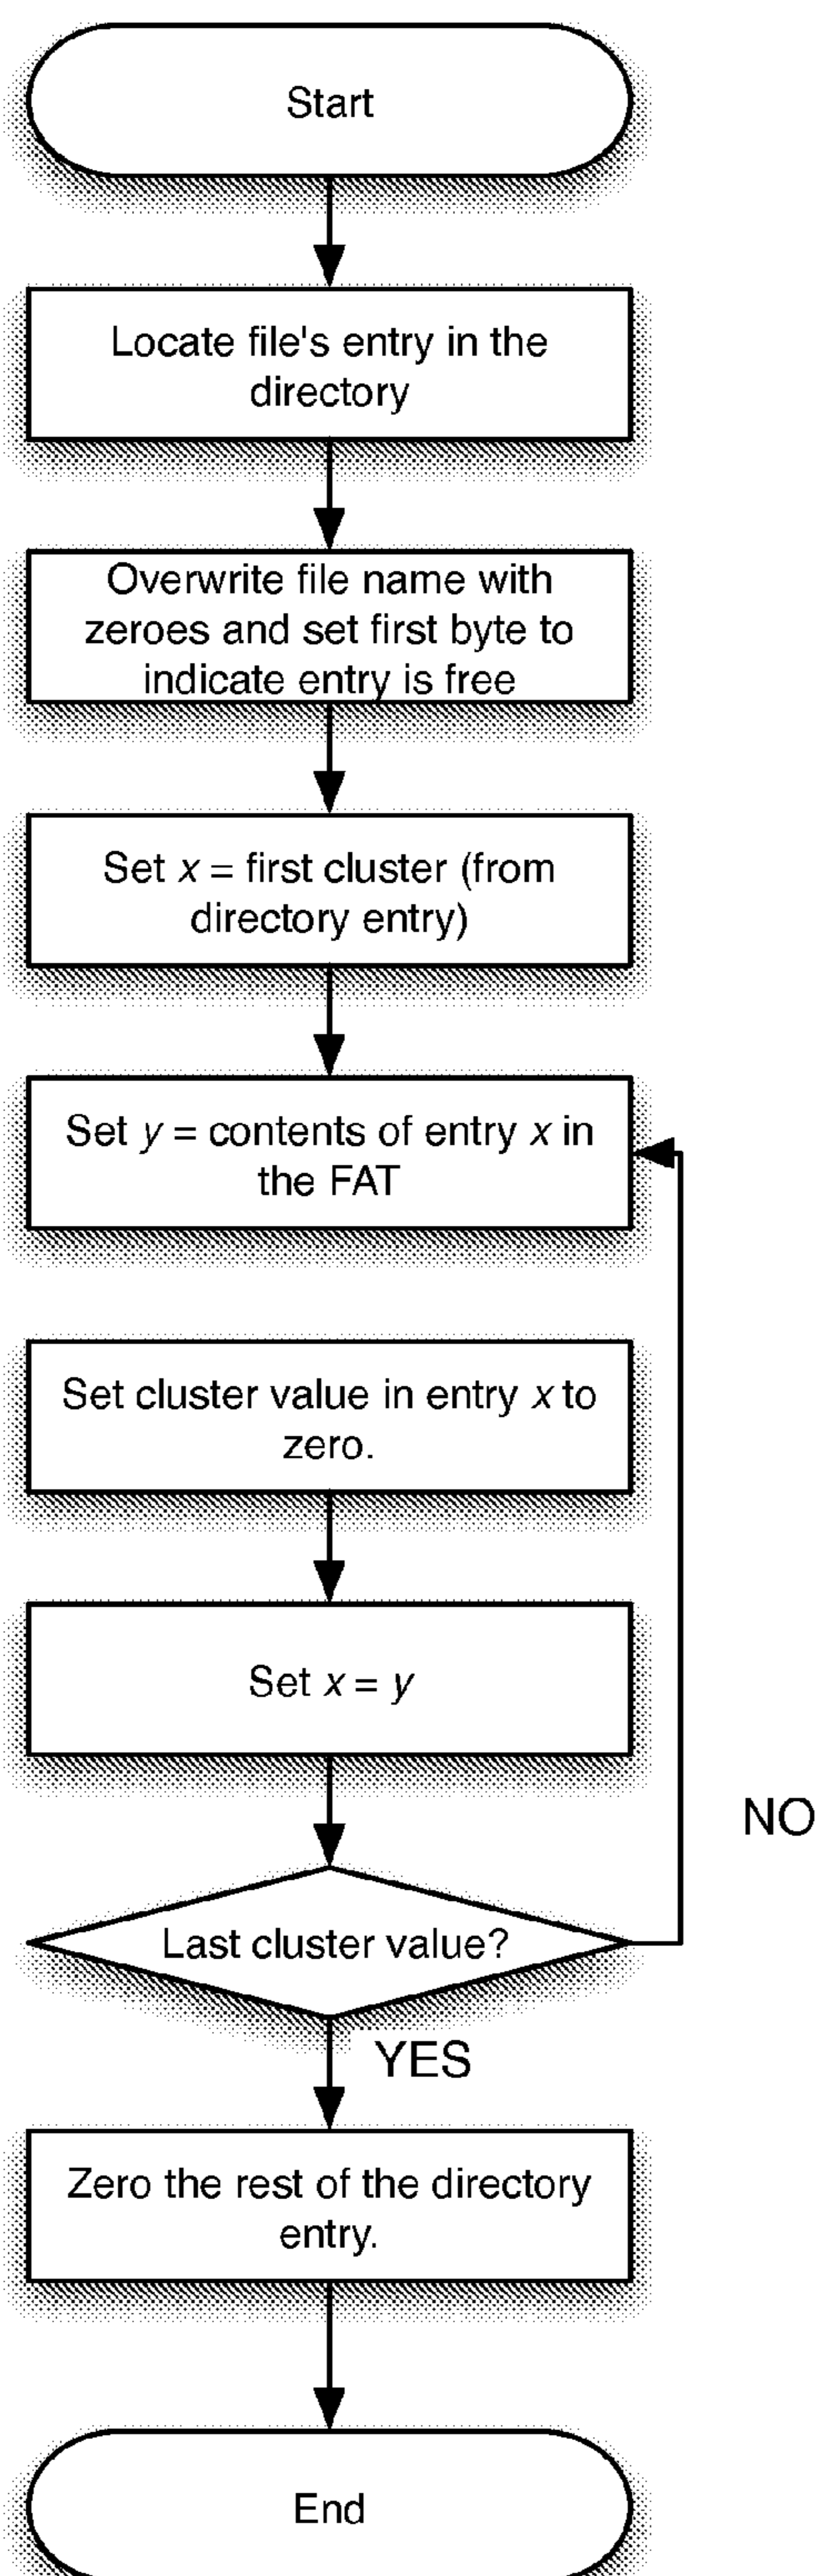 Start
Locate file's entry in the
directory
Overwrite file name with
zeroes and set first byte to
indicate entry is free
Set x = first cluster (from
directory entry)
Set y = contents of entry x in
the FAT
Set cluster value in entry x to
zero.
Set x = y
NO
Last cluster value?
YES
Zero the rest of the directory
entry.
End